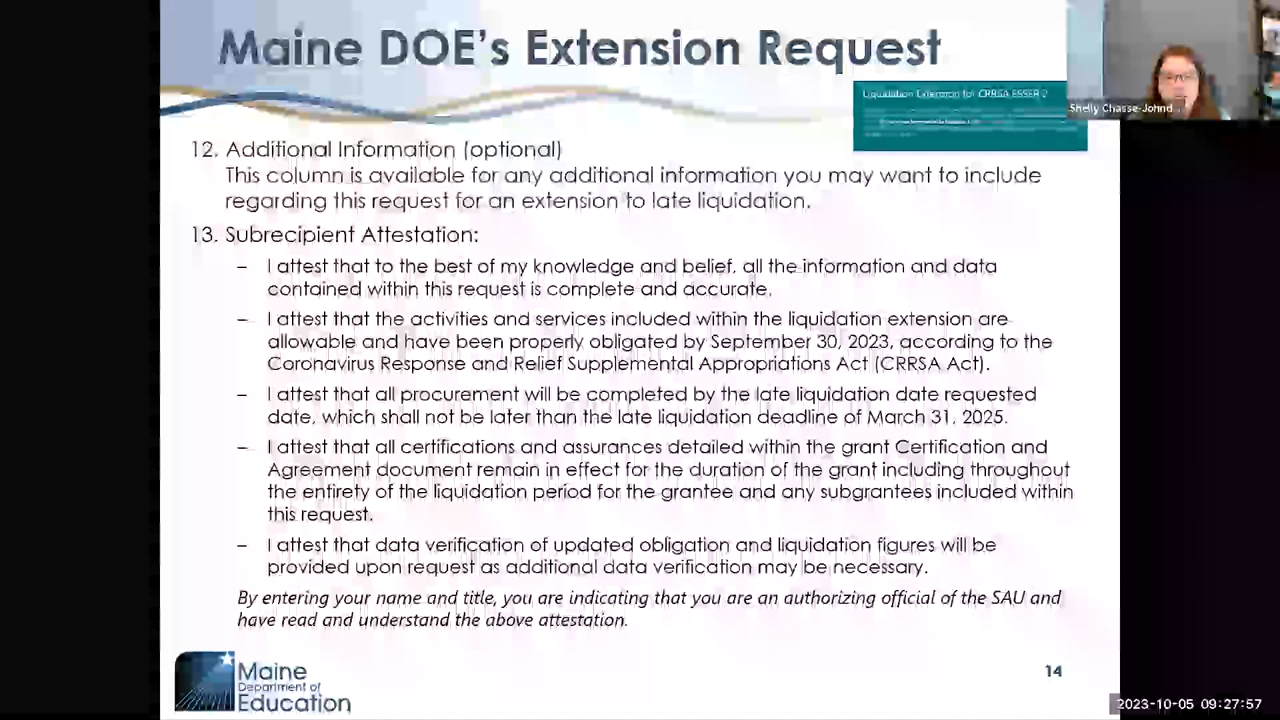 Maine DOE's Extension Request
Liquidation Extension for CRRSA ESSER 2
Shelly Chasse-Johnd...
12. Additional Information (optional)
This column is available for any additional information you may want to include
regarding this request for an extension to late liquidation.
13. Subrecipient Attestation:
– I attest that to the best of my knowledge and belief, all the information and data
contained within this request is complete and accurate.
– I attest that the activities and services included within the liquidation extension are
allowable and have been properly obligated by September 30, 2023, according to the
Coronavirus Response and Relief Supplemental Appropriations Act (CRRSA Act).
– I attest that all procurement will be completed by the late liquidation date requested
date, which shall not be later than the late liquidation deadline of March 31, 2025.
– I attest that all certifications and assurances detailed within the grant Certification and
Agreement document remain in effect for the duration of the grant including throughout
the entirety of the liquidation period for the grantee and any subgrantees included within
this request.
– I attest that data verification of updated obligation and liquidation figures will be
provided upon request as additional data verification may be necessary.
By entering your name and title, you are indicating that you are an authorizing official of the SAU and
have read and understand the above attestation.
Maine
Department of
Education
14
2023-10-05 09:27:57